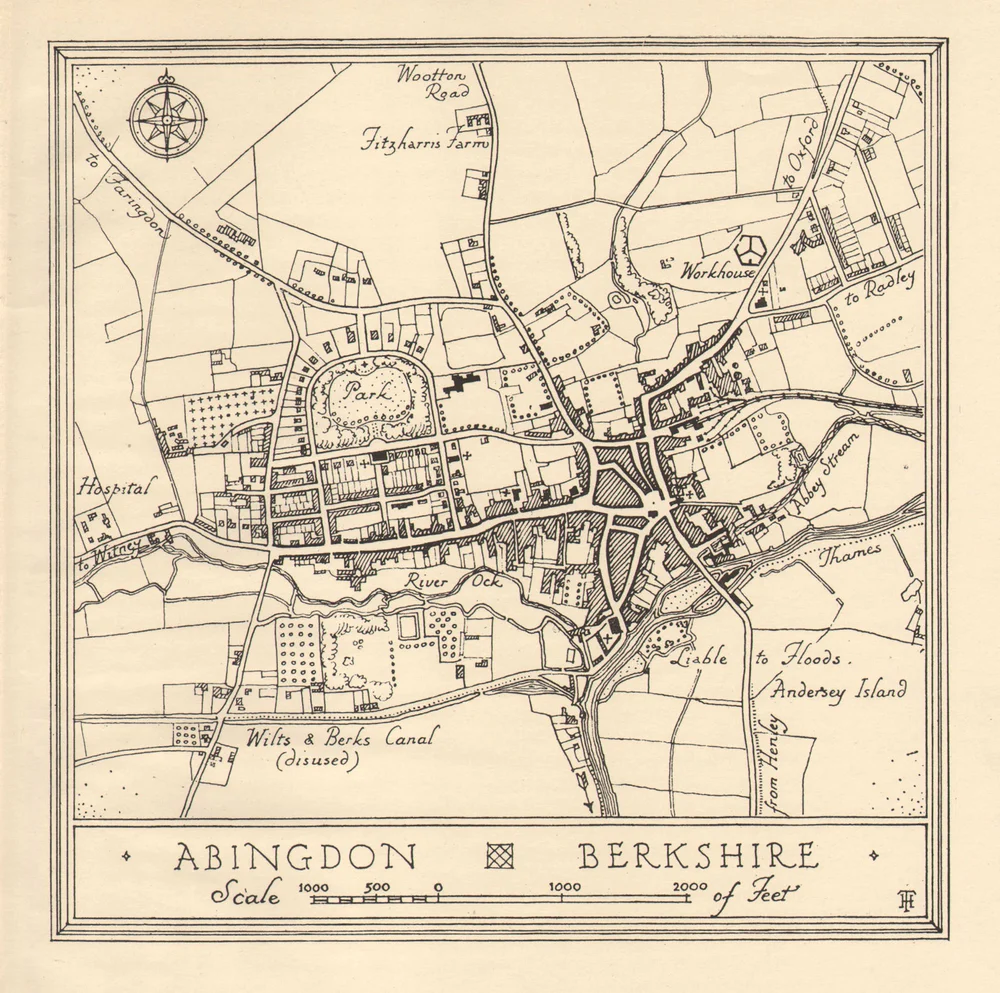 Wootton
Road
Fitzharris Farm
to Faringdon
to Oxford
Workhouse
to Radley
Park
Hospital
to Witney
Abbey Stream
Thames
River Ock
Liable to Floods.
Andersey Island
from Henley
Wilts & Berks Canal
(disused)
ABINGDON BERKSHIRE
Scale 1000 500 0 1000 2000 of Feet